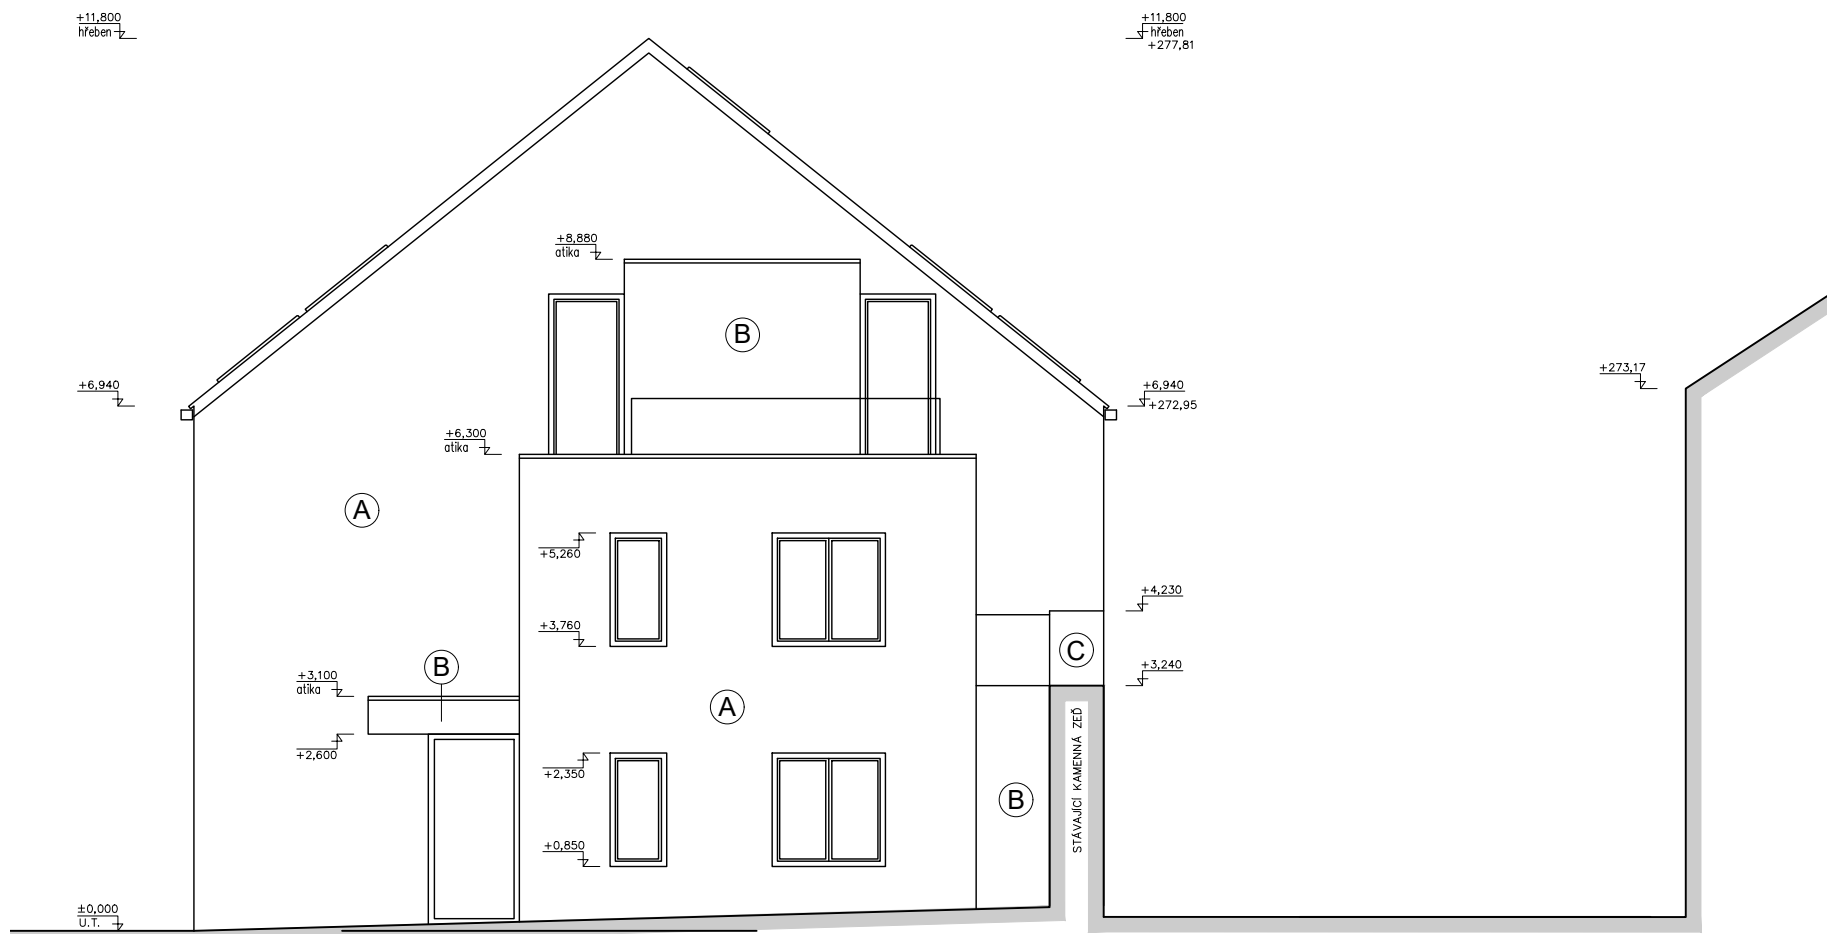 +11,800
hřeben
+11,800
hřeben
+277,81
+8,880
atika
B
+6,940
+6,940
+272,95
+273,17
+6,300
atika
A
+5,260
+3,760
+4,230
C
+3,240
B
+3,100
atika
A
+2,600
+2,350
B
STÁVAJÍCÍ KAMENNÁ ZEĎ
+0,850
±0,000
U.T.